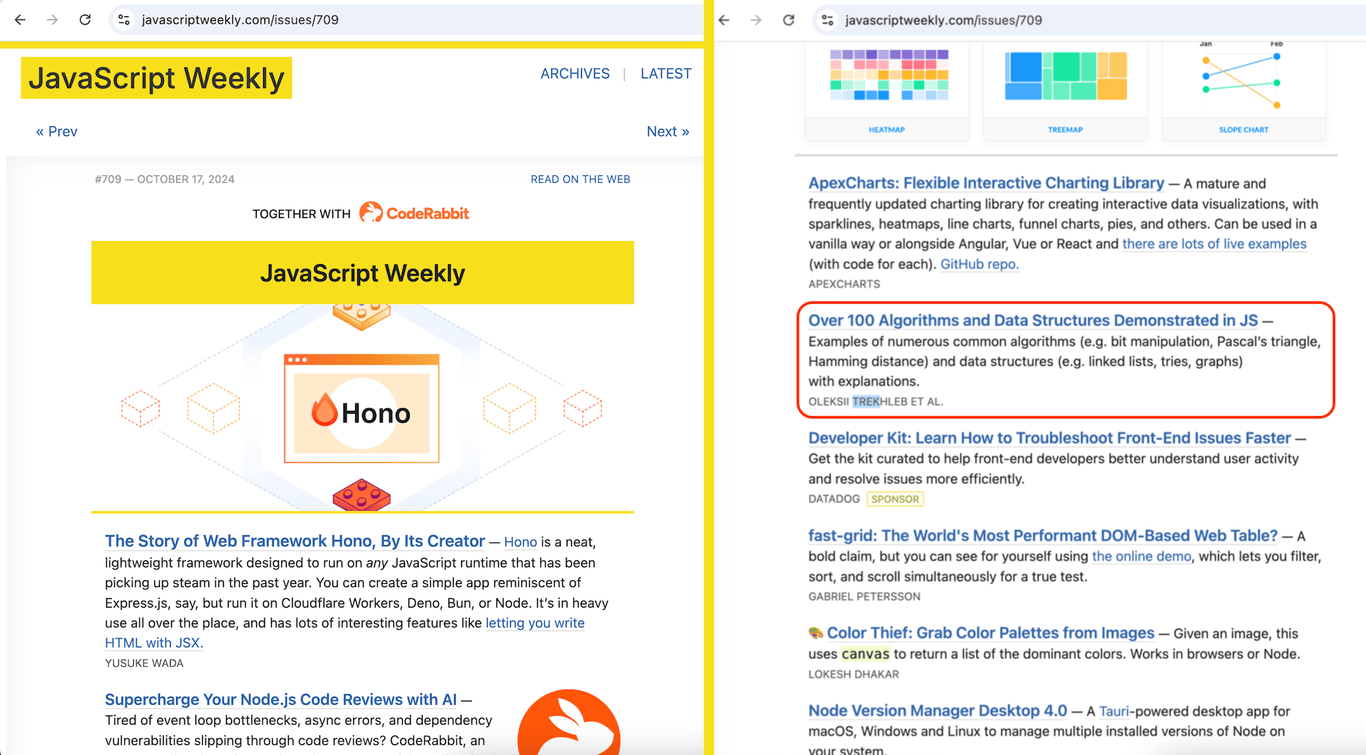 javascriptweekly.com/issues/709
JavaScript Weekly
ARCHIVES | LATEST
« Prev
Next »
#709 — OCTOBER 17, 2024
READ ON THE WEB
TOGETHER WITH CodeRabbit
JavaScript Weekly
Hono
The Story of Web Framework Hono, By Its Creator — Hono is a neat,
lightweight framework designed to run on any JavaScript runtime that has been
picking up steam in the past year. You can create a simple app reminiscent of
Express.js, say, but run it on Cloudflare Workers, Deno, Bun, or Node. It's in heavy
use all over the place, and has lots of interesting features like letting you write
HTML with JSX.
YUSUKE WADA
Supercharge Your Node.js Code Reviews with AI —
Tired of event loop bottlenecks, async errors, and dependency
vulnerabilities slipping through code reviews? CodeRabbit, an
javascriptweekly.com/issues/709
Jan Feb
HEATMAP
TREEMAP
SLOPE CHART
ApexCharts: Flexible Interactive Charting Library — A mature and
frequently updated charting library for creating interactive data visualizations, with
sparklines, heatmaps, line charts, funnel charts, pies, and others. Can be used in a
vanilla way or alongside Angular, Vue or React and there are lots of live examples
(with code for each). GitHub repo.
APEXCHARTS
Over 100 Algorithms and Data Structures Demonstrated in JS —
Examples of numerous common algorithms (e.g. bit manipulation, Pascal's triangle,
Hamming distance) and data structures (e.g. linked lists, tries, graphs)
with explanations.
OLEKSII TREKHLEB ET AL.
Developer Kit: Learn How to Troubleshoot Front-End Issues Faster —
Get the kit curated to help front-end developers better understand user activity
and resolve issues more efficiently.
DATADOG SPONSOR
fast-grid: The World's Most Performant DOM-Based Web Table? — A
bold claim, but you can see for yourself using the online demo, which lets you filter,
sort, and scroll simultaneously for a true test.
GABRIEL PETERSSON
🎨 Color Thief: Grab Color Palettes from Images — Given an image, this
uses canvas to return a list of the dominant colors. Works in browsers or Node.
LOKESH DHAKAR
Node Version Manager Desktop 4.0 — A Tauri-powered desktop app for
macOS, Windows and Linux to manage multiple installed versions of Node on
your system.